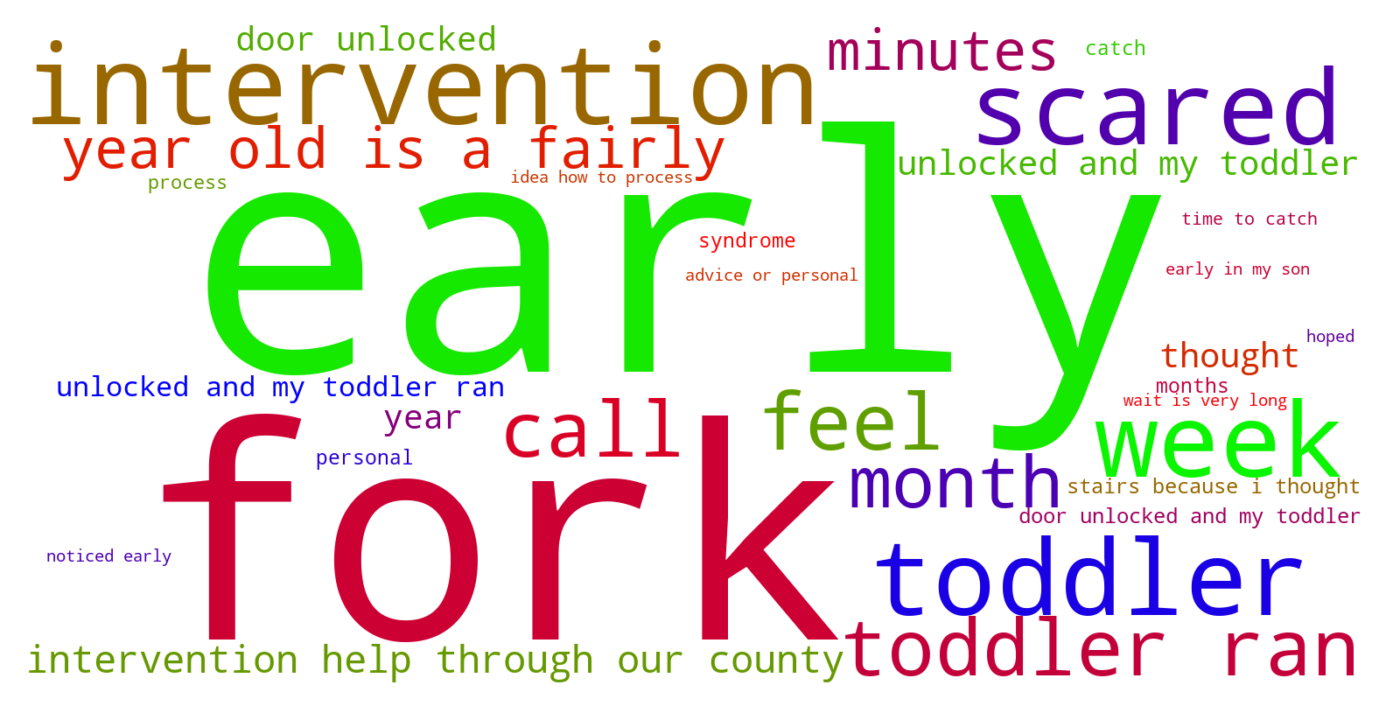 door unlocked
minutes
catch
intervention
scared
year old is a fairly
unlocked and my toddler
process
idea how to process
early
time to catch
syndrome
early in my son
advice or personal
hoped
thought
unlocked and my toddler ran
months
wait is very long
year
call
feel
week
personal
month
stairs because i thought
fork
door unlocked and my toddler
noticed early
toddler
intervention help through our county
toddler ran